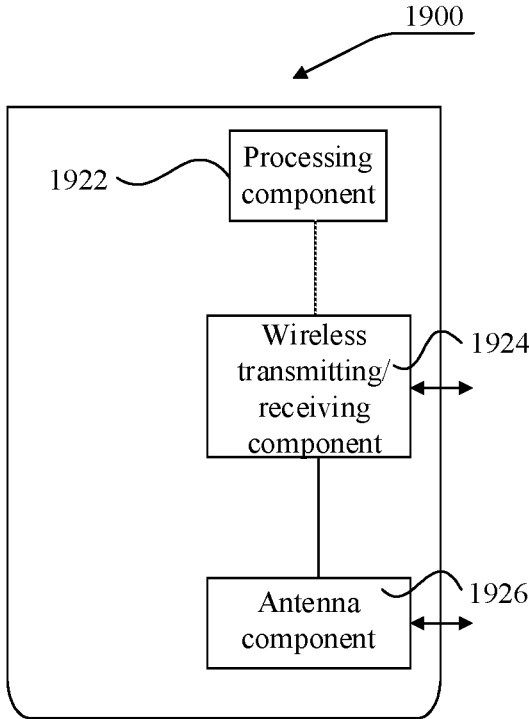 1900
Processing
component
1922
Wireless
transmitting/
receiving
component
1924
Antenna
component
1926